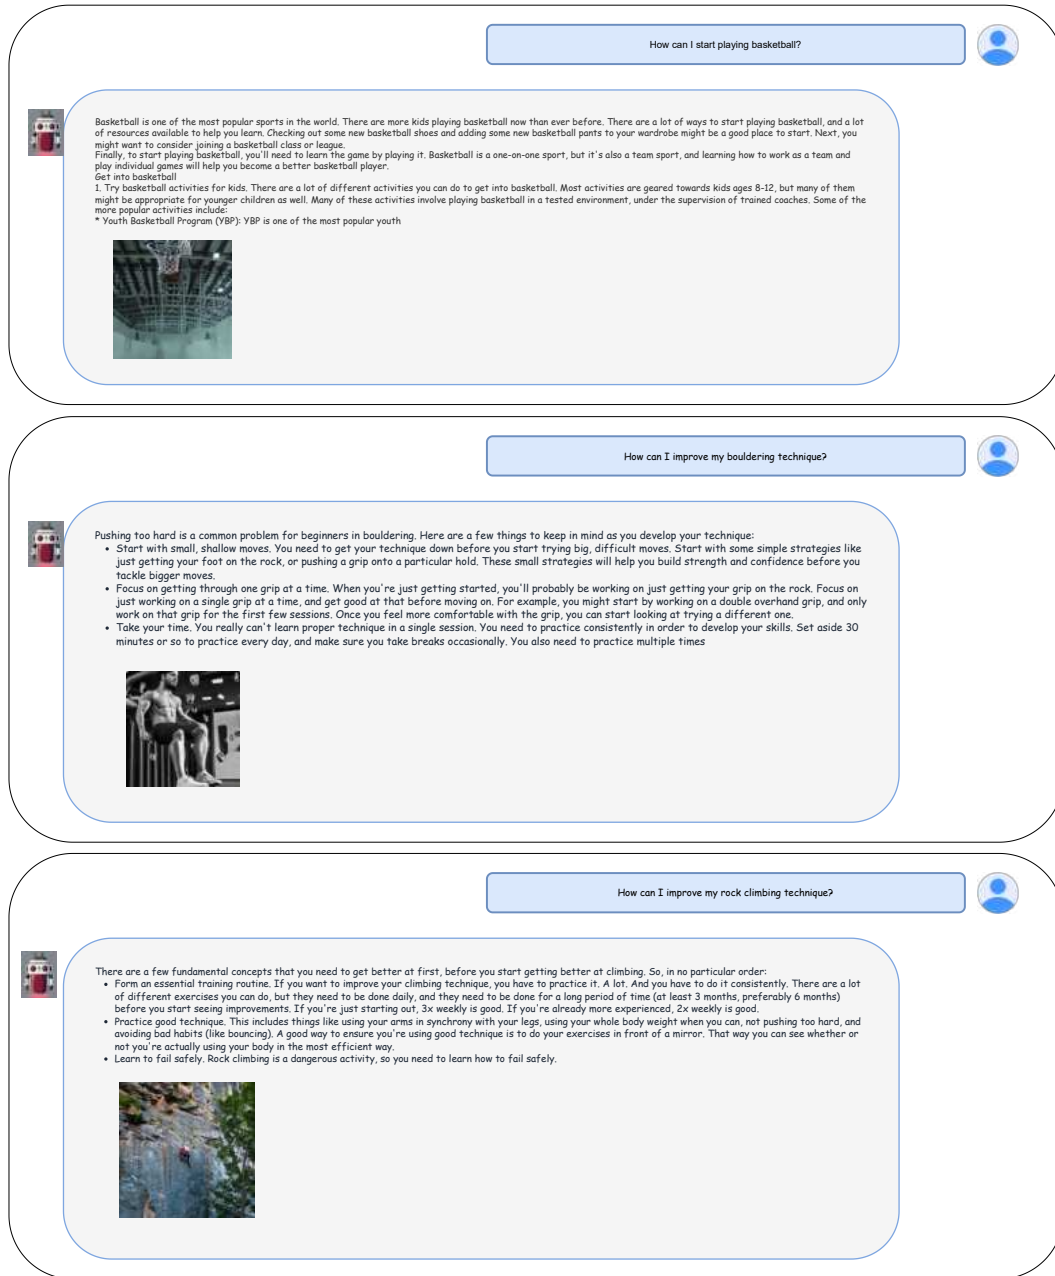 How can I start playing basketball?
Basketball is one of the most popular sports in the world. There are more kids playing basketball now than ever before. There are a lot of ways to start playing basketball, and a lot
of resources available to help you learn. Checking out some new basketball shoes and adding some new basketball pants to your wardrobe might be a good place to start. Next, you
might want to consider joining a basketball class or league.
Finally, to start playing basketball, you'll need to learn the game by playing it. Basketball is a one-on-one sport, but it's also a team sport, and learning how to work as a team and
play individual games will help you become a better basketball player.
Get into basketball
1. Try basketball activities for kids. There are a lot of different activities you can do to get into basketball. Most activities are geared towards kids ages 8-12, but many of them
might be appropriate for younger children as well. Many of these activities involve playing basketball in a tested environment, under the supervision of trained coaches. Some of the
more popular activities include:
* Youth Basketball Program (YBP): YBP is one of the most popular youth
How can I improve my bouldering technique?
Pushing too hard is a common problem for beginners in bouldering. Here are a few things to keep in mind as you develop your technique:
• Start with small, shallow moves. You need to get your technique down before you start trying big, difficult moves. Start with some simple strategies like
just getting your foot on the rock, or pushing a grip onto a particular hold. These small strategies will help you build strength and confidence before you
tackle bigger moves.
• Focus on getting through one grip at a time. When you're just getting started, you'll probably be working on just getting your grip on the rock. Focus on
just working on a single grip at a time, and get good at that before moving on. For example, you might start by working on a double overhand grip, and only
work on that grip for the first few sessions. Once you feel more comfortable with the grip, you can start looking at trying a different one.
• Take your time. You really can't learn proper technique in a single session. You need to practice consistently in order to develop your skills. Set aside 30
minutes or so to practice every day, and make sure you take breaks occasionally. You also need to practice multiple times
How can I improve my rock climbing technique?
There are a few fundamental concepts that you need to get better at first, before you start getting better at climbing. So, in no particular order:
• Form an essential training routine. If you want to improve your climbing technique, you have to practice it. A lot. And you have to do it consistently. There are a lot
of different exercises you can do, but they need to be done daily, and they need to be done for a long period of time (at least 3 months, preferably 6 months)
before you start seeing improvements. If you're just starting out, 3x weekly is good. If you're already more experienced, 2x weekly is good.
• Practice good technique. This includes things like using your arms in synchrony with your legs, using your whole body weight when you can, not pushing too hard, and
avoiding bad habits (like bouncing). A good way to ensure you're using good technique is to do your exercises in front of a mirror. That way you can see whether or
not you're actually using your body in the most efficient way.
• Learn to fail safely. Rock climbing is a dangerous activity, so you need to learn how to fail safely.